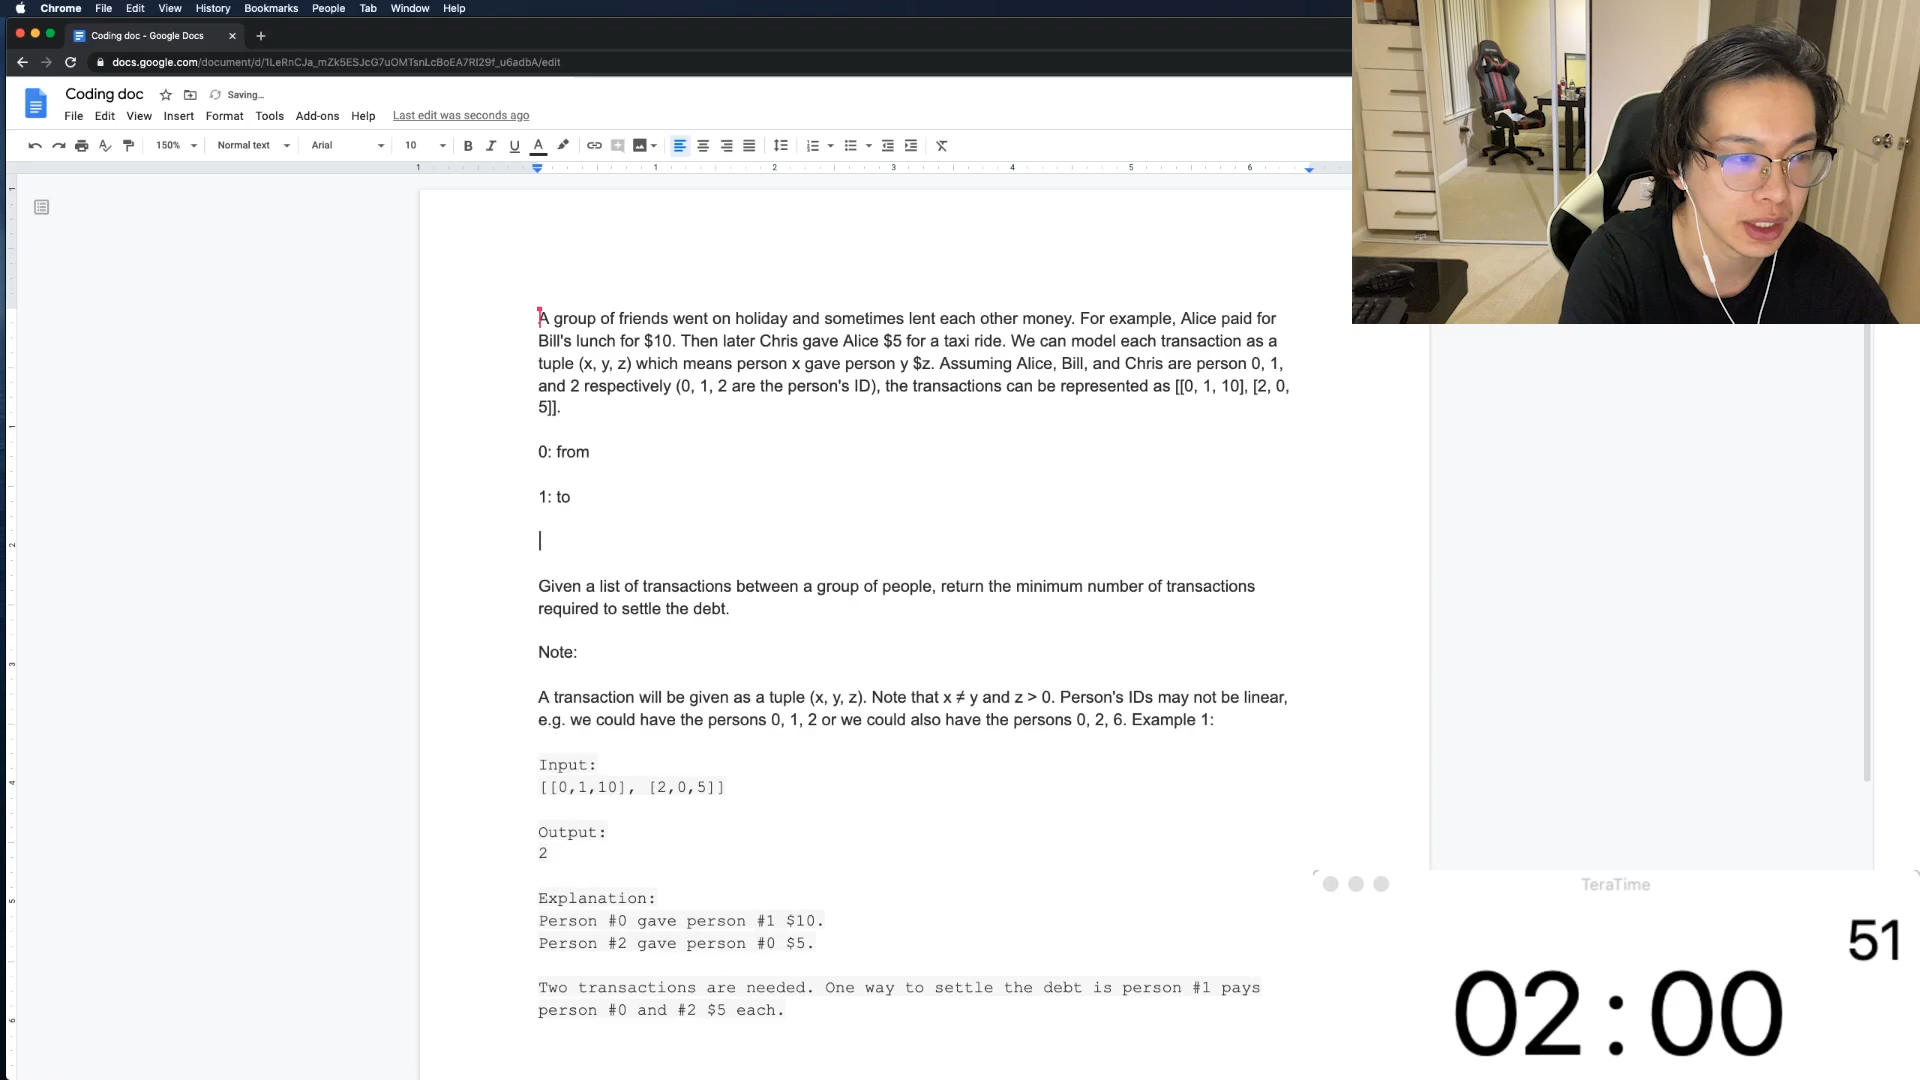 Chrome File Edit View History Bookmarks People Tab Window Help
Coding doc - Google Docs
docs.google.com/document/d/1LeRnCJa_mZk5ESJcG7uOMTsnLcBoEA7RI29f_u6adbA/edit
Coding doc Saving...
File Edit View Insert Format Tools Add-ons Help Last edit was seconds ago
150% Normal text Arial 10 B I U A
1 1 2 3 4 5 6
A group of friends went on holiday and sometimes lent each other money. For example, Alice paid for
Bill's lunch for $10. Then later Chris gave Alice $5 for a taxi ride. We can model each transaction as a
tuple (x, y, z) which means person x gave person y $z. Assuming Alice, Bill, and Chris are person 0, 1,
and 2 respectively (0, 1, 2 are the person's ID), the transactions can be represented as [[0, 1, 10], [2, 0,
5]].
0: from
1: to
Given a list of transactions between a group of people, return the minimum number of transactions
required to settle the debt.
Note:
A transaction will be given as a tuple (x, y, z). Note that x ≠ y and z > 0. Person's IDs may not be linear,
e.g. we could have the persons 0, 1, 2 or we could also have the persons 0, 2, 6. Example 1:
Input:
[[0,1,10], [2,0,5]]
Output:
2
Explanation:
Person #0 gave person #1 $10.
Person #2 gave person #0 $5.
Two transactions are needed. One way to settle the debt is person #1 pays
person #0 and #2 $5 each.
TeraTime
51
02:00